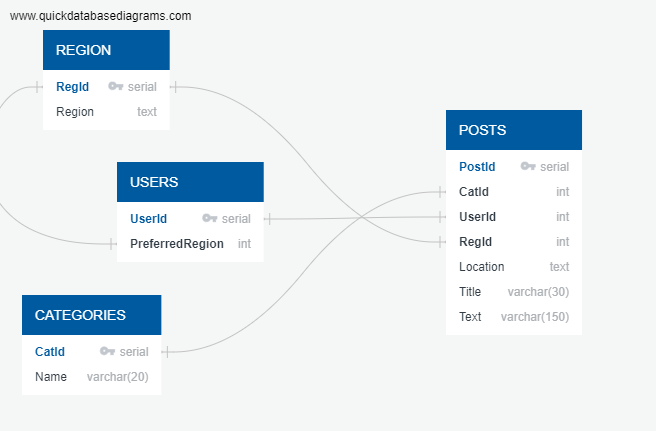 www.quickdatabasediagrams.com
REGION
RegId serial
Region text
USERS
UserId serial
PreferredRegion int
CATEGORIES
CatId serial
Name varchar(20)
POSTS
PostId serial
CatId int
UserId int
RegId int
Location text
Title varchar(30)
Text varchar(150)